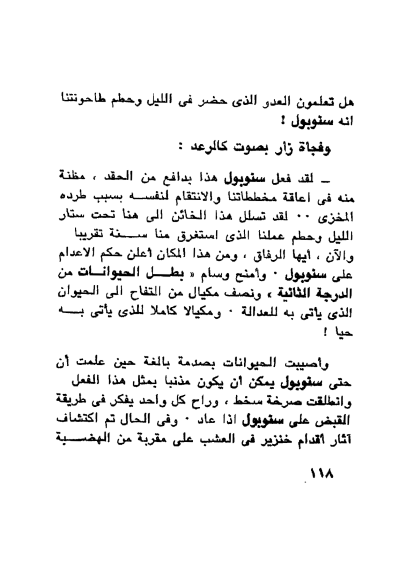 هل تعلمون العدو الذى حضر فى الليل وحطم طاحونتنا
انه سنوبول !
وفجاة زار بصوت كالرعد :
ــ لقد فعل سنوبول هذا بدافع من الحقد ، مظنة
منه فى اعاقة مخططاتنا والانتقام لنفسه بسبب طرده
المخزى ٠٠ لقد تسلل هذا الخائن الى هنا تحت ستار
الليل وحطم عملنا الذى استغرق منا سنة تقريبا
والآن ، أيها الرفاق ، ومن هذا المكان أعلن حكم الاعدام
على سنوبول ٠ وأمنح وسام « بطل الحيوانات من
الدرجة الثانية » ونصف مكيال من التفاح الى الحيوان
الذى يأتى به للعدالة ٠ ومكيالا كاملا للذى يأتى به
حيا !
وأصيبت الحيوانات بصدمة بالغة حين علمت أن
حتى سنوبول يمكن أن يكون مذنبا بمثل هذا الفعل
وانطلقت صرخة سخط ، وراح كل واحد يفكر فى طريقة
القبض على سنوبول اذا عاد ٠ وفى الحال تم اكتشاف
آثار أقدام خنزير فى العشب على مقربة من الهضبة
١١٨